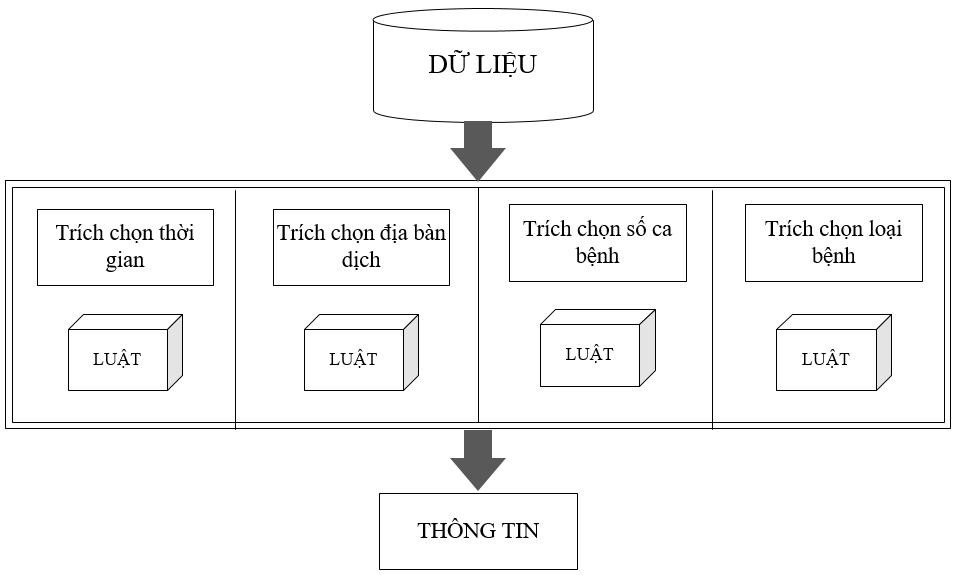 DỮ LIỆU
Trích chọn thời
gian
Trích chọn địa bàn
dịch
Trích chọn số ca
bệnh
Trích chọn loại
bệnh
LUẬT
LUẬT
LUẬT
LUẬT
THÔNG TIN